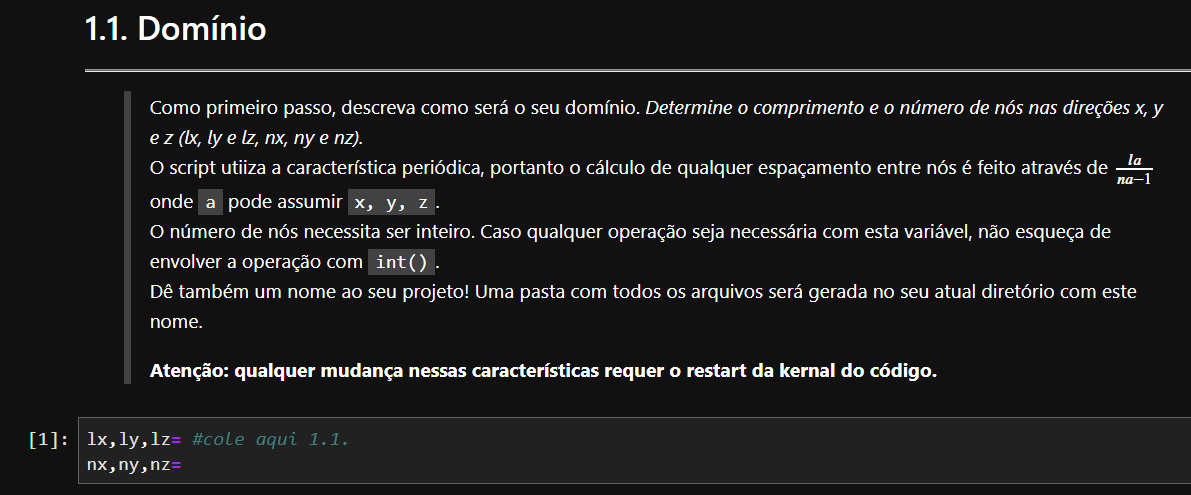 1.1. Domínio
Como primeiro passo, descreva como será o seu domínio. Determine o comprimento e o número de nós nas direções x, y
e z (lx, ly e lz, nx, ny e nz).
O script utiiza a característica periódica, portanto o cálculo de qualquer espaçamento entre nós é feito através de la/na−1
onde a pode assumir x, y, z.
O número de nós necessita ser inteiro. Caso qualquer operação seja necessária com esta variável, não esqueça de
envolver a operação com int().
Dê também um nome ao seu projeto! Uma pasta com todos os arquivos será gerada no seu atual diretório com este
nome.
Atenção: qualquer mudança nessas características requer o restart da kernal do código.
[1]: lx,ly,lz= #cole aqui 1.1.
nx,ny,nz=